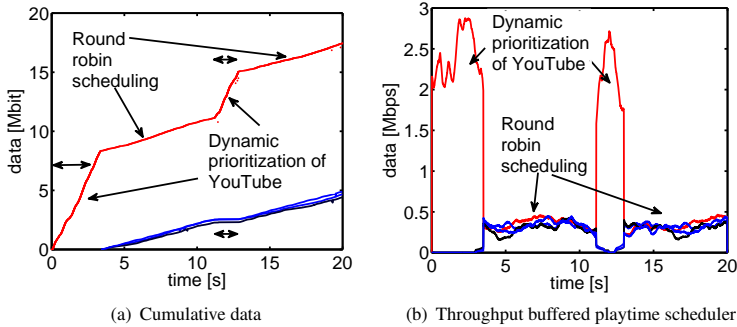 20
15
10
5
0
data [Mbit]
Round
robin
scheduling
Dynamic
prioritization of
YouTube
0
5
10
15
20
time [s]
(a) Cumulative data
3
2.5
2
1.5
1
0.5
0
data [Mbps]
Dynamic
prioritization
of YouTube
Round
robin
scheduling
0
5
10
15
20
time [s]
(b) Throughput buffered playtime scheduler